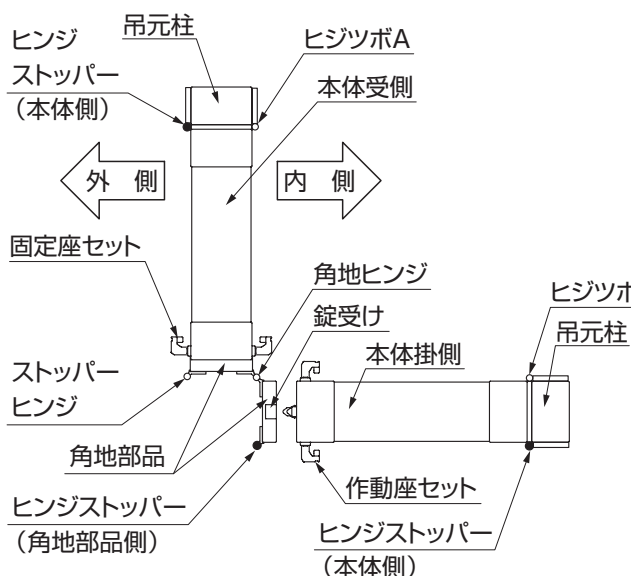 吊元柱
ヒンジ
ストッパー
（本体側）
ヒジツボA
本体受側
外　側
内　側
固定座セット
角地ヒンジ
錠受け
ヒジツボ
吊元柱
本体掛側
ストッパー
ヒンジ
角地部品
ヒンジストッパー
（角地部品側）
作動座セット
ヒンジストッパー
（本体側）